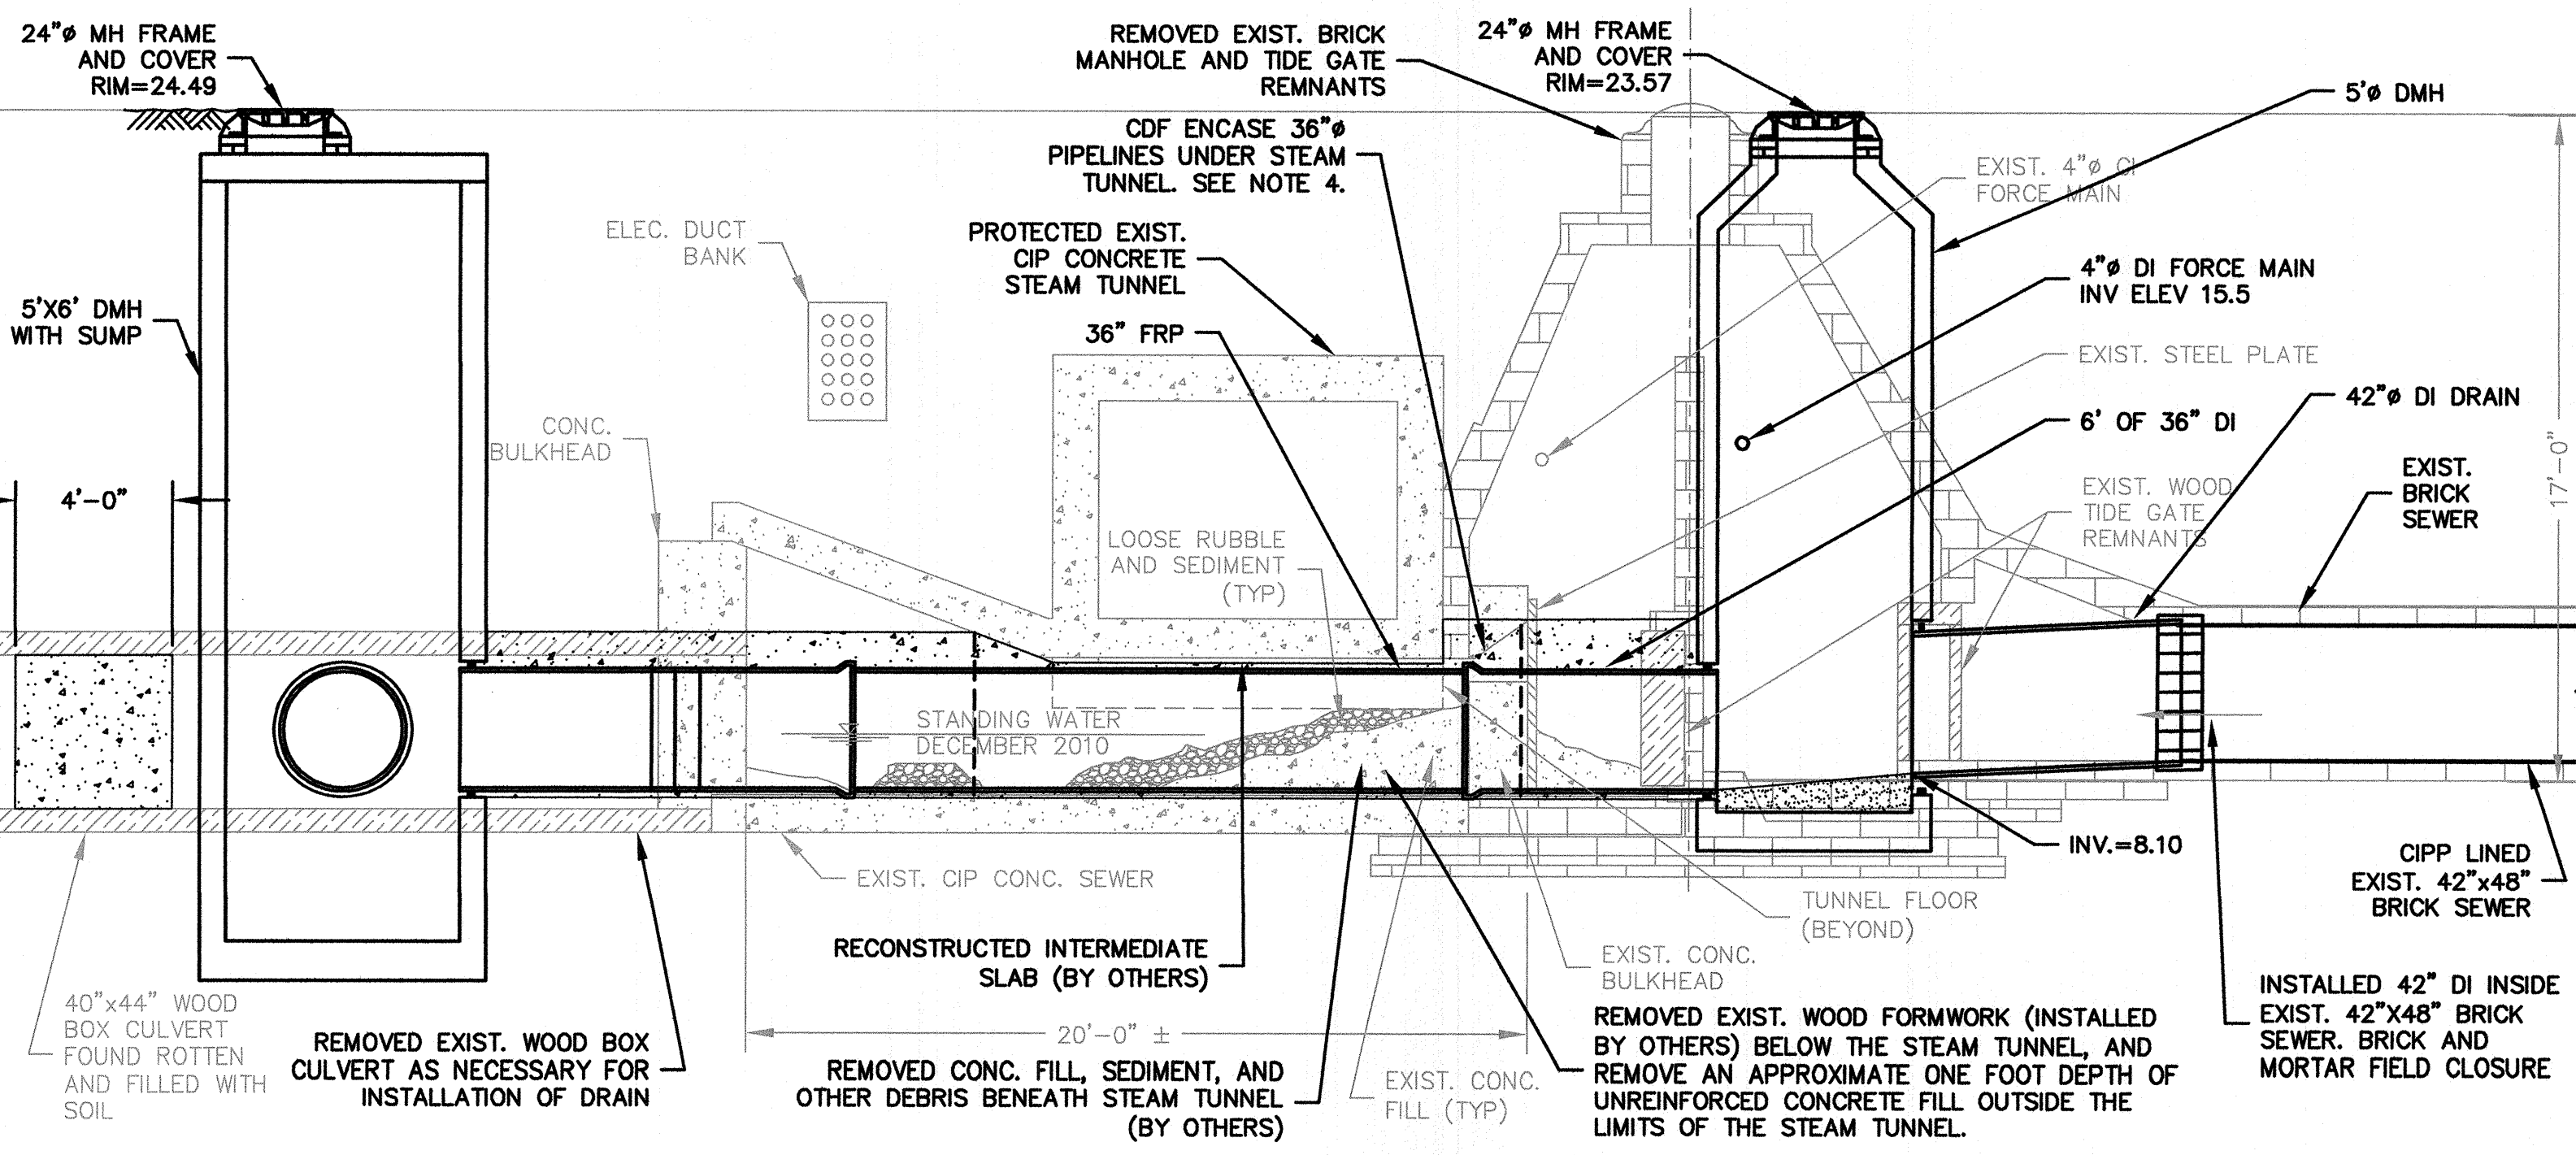 24"ø MH FRAME
AND COVER
RIM=24.49
REMOVED EXIST. BRICK
MANHOLE AND TIDE GATE
REMNANTS
24"ø MH FRAME
AND COVER
RIM=23.57
5'ø DMH
CDF ENCASE 36"ø
PIPELINES UNDER STEAM
TUNNEL. SEE NOTE 4.
EXIST. 4"ø CI
FORCE MAIN
ELEC. DUCT
BANK
PROTECTED EXIST.
CIP CONCRETE
STEAM TUNNEL
4"ø DI FORCE MAIN
INV ELEV 15.5
5'X6' DMH
WITH SUMP
36" FRP
EXIST. STEEL PLATE
42"ø DI DRAIN
6' OF 36" DI
CONC.
BULKHEAD
EXIST.
BRICK
SEWER
17'-0"
4'-0"
EXIST. WOOD
TIDE GATE
REMNANTS
LOOSE RUBBLE
AND SEDIMENT
(TYP)
STANDING WATER
DECEMBER 2010
INV.=8.10
EXIST. CIP CONC. SEWER
CIPP LINED
EXIST. 42"x48"
BRICK SEWER
TUNNEL FLOOR
(BEYOND)
RECONSTRUCTED INTERMEDIATE
SLAB (BY OTHERS)
EXIST. CONC.
BULKHEAD
40"x44" WOOD
BOX CULVERT
FOUND ROTTEN
AND FILLED WITH
SOIL
REMOVED EXIST. WOOD BOX
CULVERT AS NECESSARY FOR
INSTALLATION OF DRAIN
20'-0" ±
REMOVED CONC. FILL, SEDIMENT, AND
OTHER DEBRIS BENEATH STEAM TUNNEL
(BY OTHERS)
EXIST. CONC.
FILL (TYP)
REMOVED EXIST. WOOD FORMWORK (INSTALLED
BY OTHERS) BELOW THE STEAM TUNNEL, AND
REMOVE AN APPROXIMATE ONE FOOT DEPTH OF
UNREINFORCED CONCRETE FILL OUTSIDE THE
LIMITS OF THE STEAM TUNNEL.
INSTALLED 42" DI INSIDE
EXIST. 42"X48" BRICK
SEWER. BRICK AND
MORTAR FIELD CLOSURE